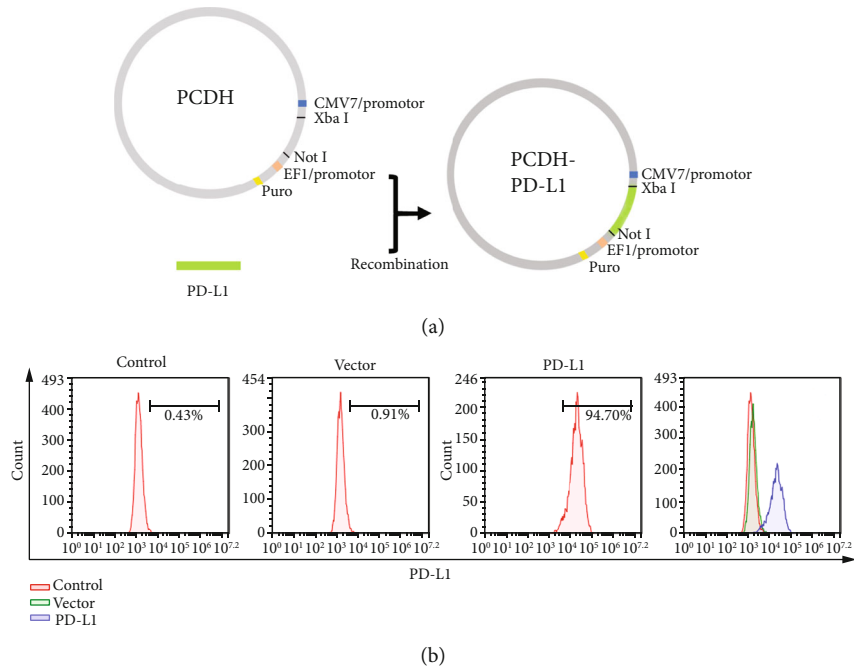 PCDH
CMV7/promotor
Xba I
Not I
EF1/promotor
Puro
PD-L1
Recombination
PCDH-
PD-L1
CMV7/promotor
Xba I
Not I
EF1/promotor
Puro
(a)
Control
493
400
300
200
100
0
0.43%
10⁰ 10¹ 10² 10³ 10⁴ 10⁵ 10⁶ 10⁷·²
Vector
454
400
300
200
100
0
0.91%
10⁰ 10¹ 10² 10³ 10⁴ 10⁵ 10⁶ 10⁷·²
PD-L1
246
200
150
100
50
0
94.70%
10⁰ 10¹ 10² 10³ 10⁴ 10⁵ 10⁶ 10⁷·²
493
400
300
200
100
0
10⁰ 10¹ 10² 10³ 10⁴ 10⁵ 10⁶ 10⁷·²
Count
Count
PD-L1
Control
Vector
PD-L1
(b)